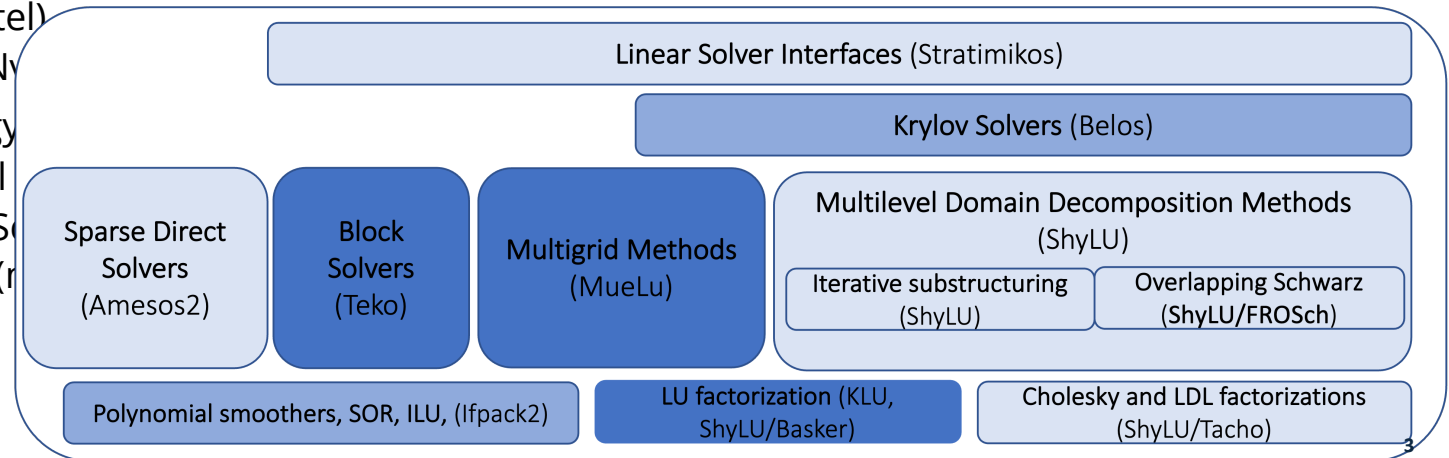 Linear Solver Interfaces (Stratimikos)
Krylov Solvers (Belos)
Sparse Direct
Solvers
(Amesos2)
Block
Solvers
(Teko)
Multigrid Methods
(MueLu)
Multilevel Domain Decomposition Methods
(ShyLU)
Iterative substructuring
(ShyLU)
Overlapping Schwarz
(ShyLU/FROSch)
Polynomial smoothers, SOR, ILU, (Ifpack2)
LU factorization (KLU,
ShyLU/Basker)
Cholesky and LDL factorizations
(ShyLU/Tacho)
3